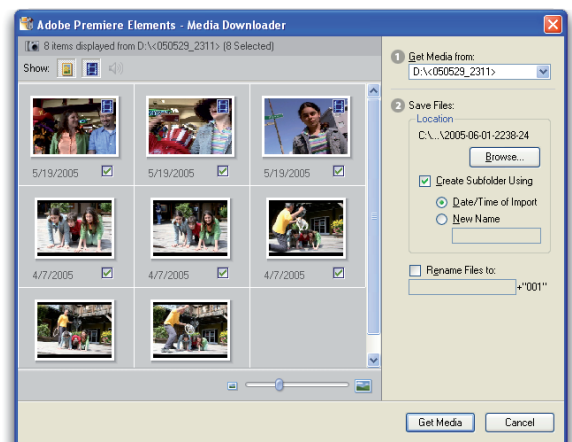 Adobe Premiere Elements - Media Downloader
8 items displayed from D:\<050529_2311> (8 Selected)
Show:
5/19/2005
5/19/2005
5/19/2005
4/7/2005
4/7/2005
4/7/2005
1 Get Media from:
D:\<050529_2311>
2 Save Files:
Location
C:\...\2005-06-01-2238-24
Browse...
Create Subfolder Using
Date/Time of Import
New Name
Rename Files to:
+"001"
Get Media
Cancel